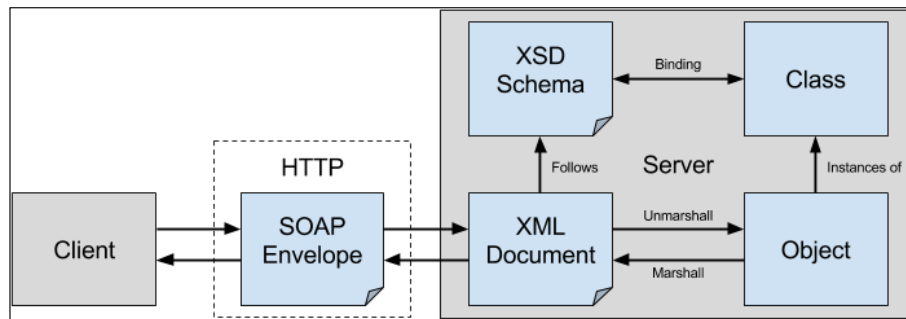 XSD
Schema
Binding
Class
HTTP
Follows
Server
Instances of
Client
SOAP
Envelope
XML
Document
Unmarshall
Marshall
Object